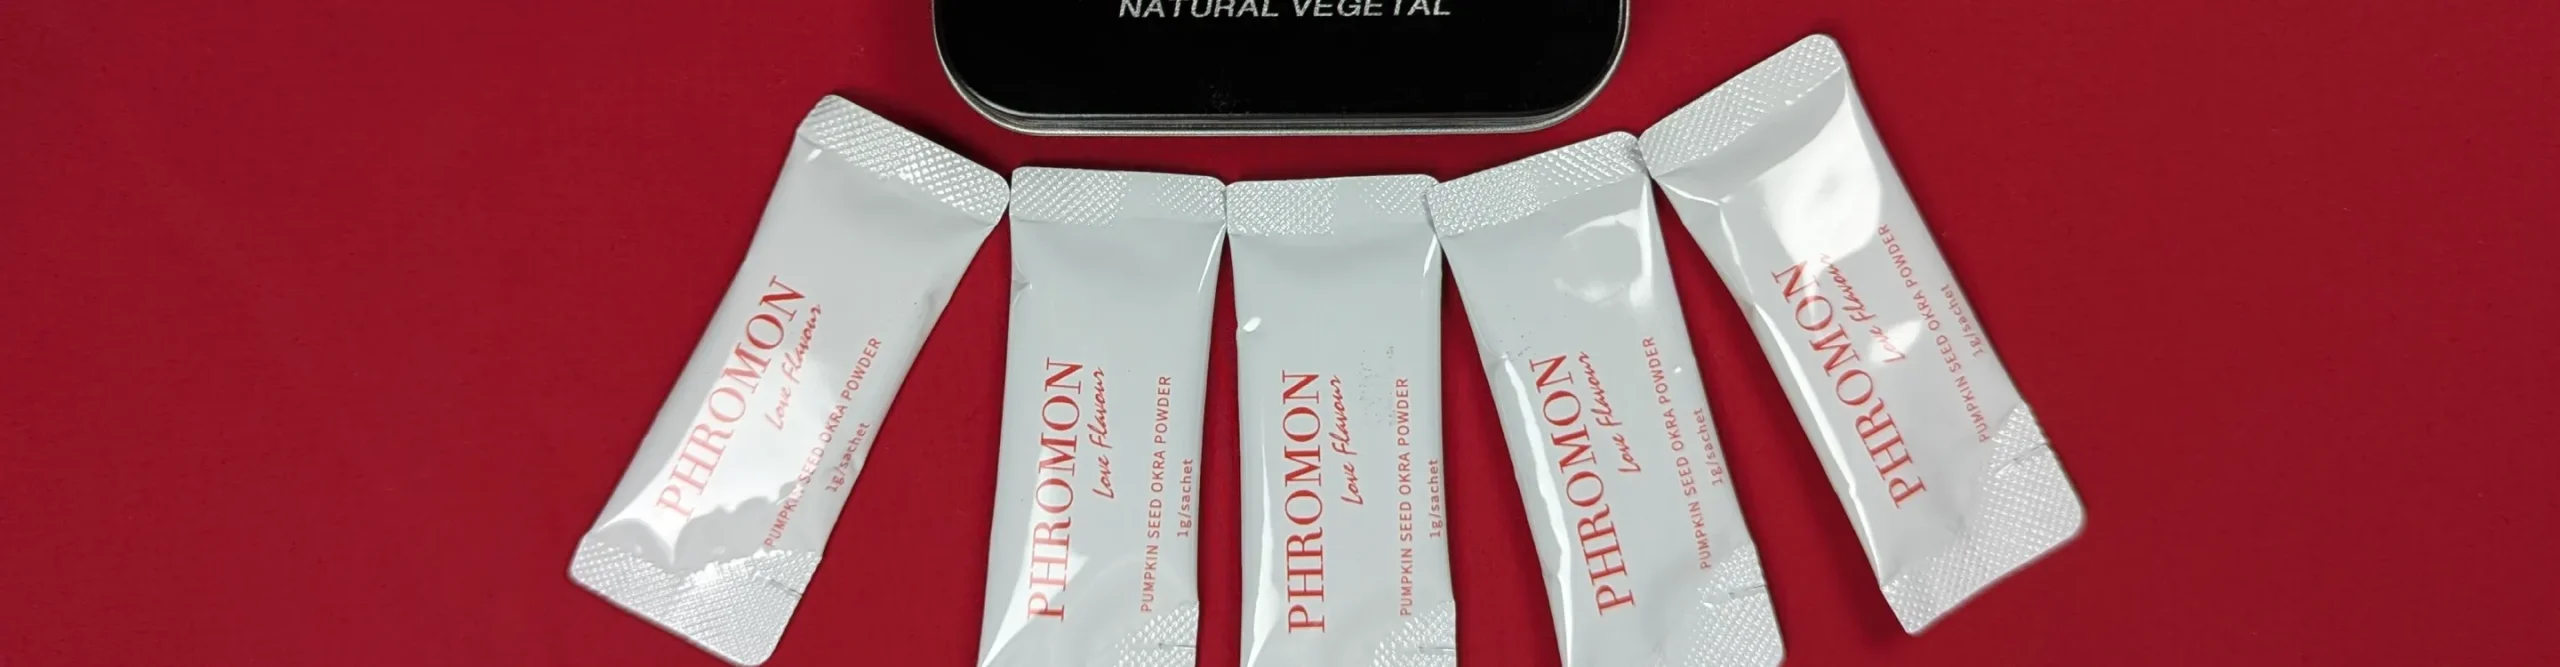 NATURAL VEGETAL
PHROMON
Love Flavour
PUMPKIN SEED OKRA POWDER
1g/sachet
PHROMON
Love Flavour
PUMPKIN SEED OKRA POWDER
1g/sachet
PHROMON
Love Flavour
PUMPKIN SEED OKRA POWDER
1g/sachet
PHROMON
Love Flavour
PUMPKIN SEED OKRA POWDER
1g/sachet
PHROMON
Love Flavour
PUMPKIN SEED OKRA POWDER
1g/sachet